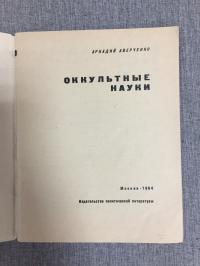 АРКАДИЙ АВЕРЧЕНКО
ОККУЛЬТНЫЕ
НАУКИ
Москва · 1964
Издательство политической литературы